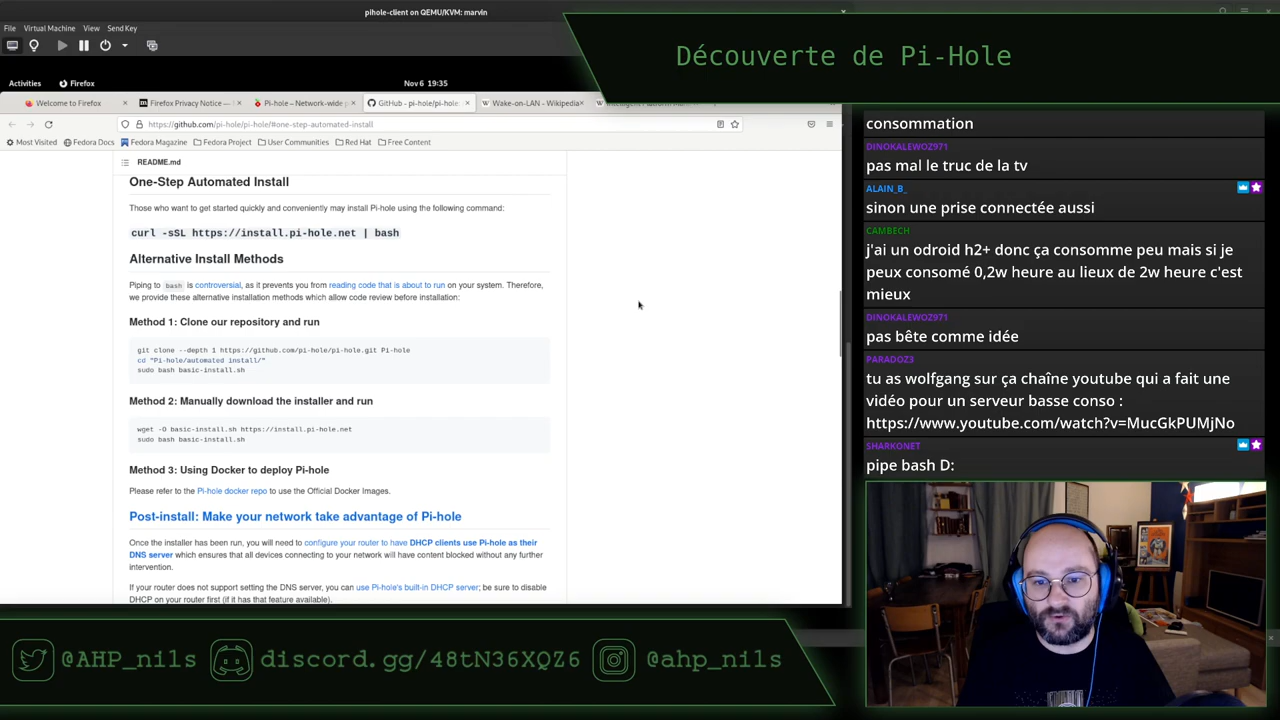 pihole-client on QEMU/KVM: marvin
File Virtual Machine View Send Key
Découverte de Pi-Hole
Activities Firefox Nov 6 19:35
Welcome to Firefox Firefox Privacy Notice — Pi-hole – Network-wide GitHub - pi-hole/pi-hole: Wake-on-LAN - Wikipedia
https://github.com/pi-hole/pi-hole/#one-step-automated-install
Most Visited Fedora Docs Fedora Magazine Fedora Project User Communities Red Hat Free Content
README.md
One-Step Automated Install
Those who want to get started quickly and conveniently may install Pi-hole using the following command:
curl -sSL https://install.pi-hole.net | bash
Alternative Install Methods
Piping to bash is controversial, as it prevents you from reading code that is about to run on your system. Therefore,
we provide these alternative installation methods which allow code review before installation:
Method 1: Clone our repository and run
git clone --depth 1 https://github.com/pi-hole/pi-hole.git Pi-hole
cd "Pi-hole/automated install/"
sudo bash basic-install.sh
Method 2: Manually download the installer and run
wget -O basic-install.sh https://install.pi-hole.net
sudo bash basic-install.sh
Method 3: Using Docker to deploy Pi-hole
Please refer to the Pi-hole docker repo to use the Official Docker Images.
Post-install: Make your network take advantage of Pi-hole
Once the installer has been run, you will need to configure your router to have DHCP clients use Pi-hole as their
DNS server which ensures that all devices connecting to your network will have content blocked without any further
intervention.
If your router does not support setting the DNS server, you can use Pi-hole's built-in DHCP server; be sure to disable
DHCP on your router first (if it has that feature available).
consommation
DINOKALEWOZ971
pas mal le truc de la tv
ALAIN_B_
sinon une prise connectée aussi
CAMBECH
j'ai un odroid h2+ donc ça consomme peu mais si je
peux consomé 0,2w heure au lieux de 2w heure c'est
mieux
DINOKALEWOZ971
pas bête comme idée
PARADOZ3
tu as wolfgang sur ça chaîne youtube qui a fait une
vidéo pour un serveur basse conso :
https://www.youtube.com/watch?v=MucGkPUMjNo
SHARKONET
pipe bash D:
@AHP_nils discord.gg/48tN36XQZ6 @ahp_nils